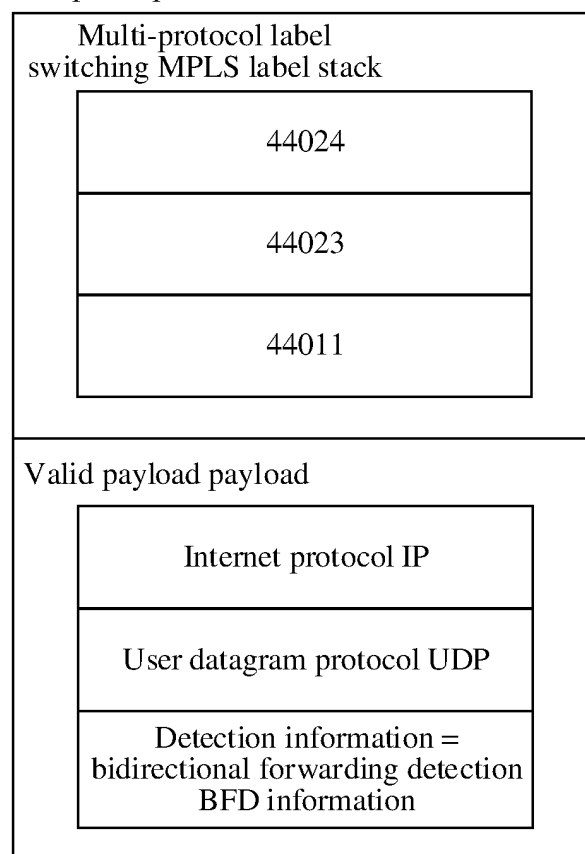 Multi-protocol label
switching MPLS label stack
44024
44023
44011
Valid payload payload
Internet protocol IP
User datagram protocol UDP
Detection information =
bidirectional forwarding detection
BFD information